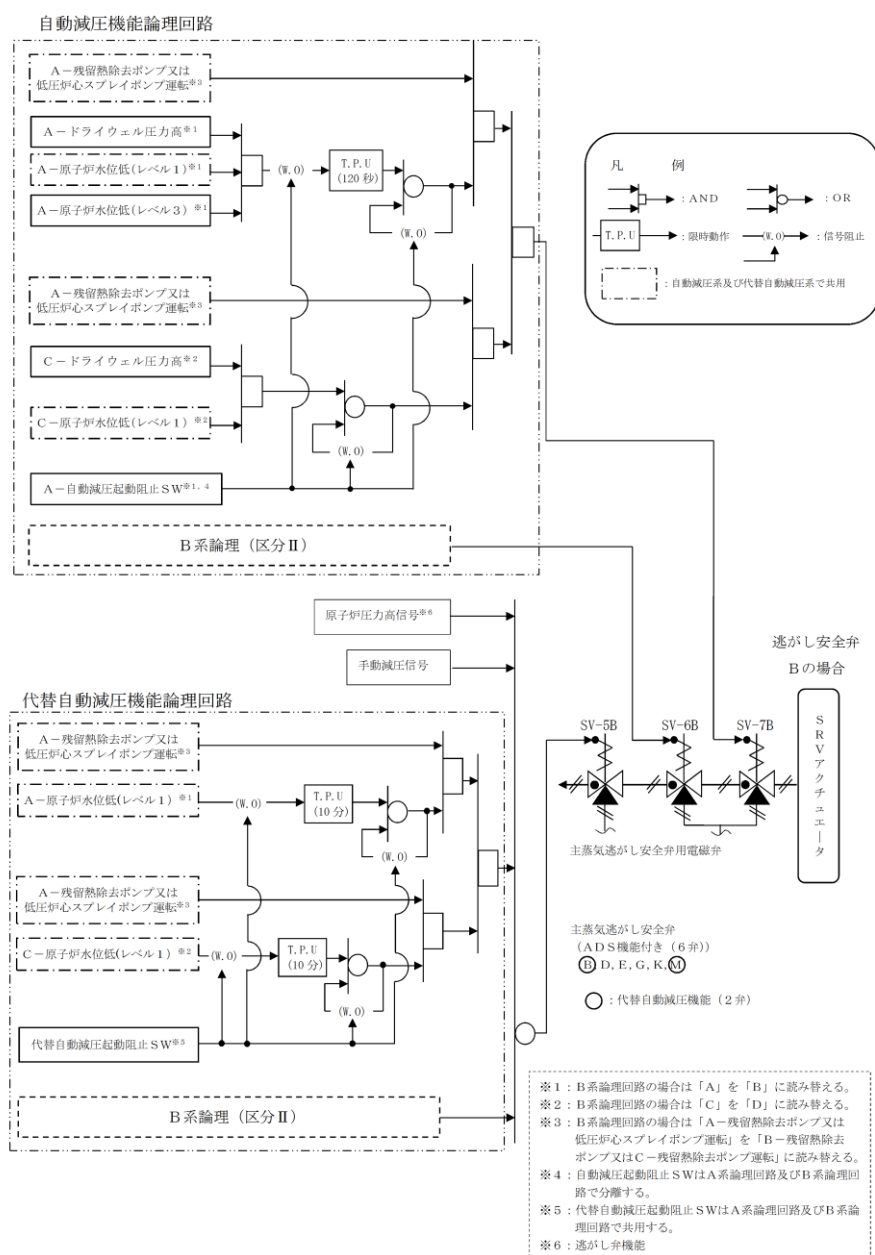 自動減圧機能論理回路
A－残留熱除去ポンプ又は
低圧炉心スプレイポンプ運転※3
A－ドライウェル圧力高※1
A－原子炉水位低(レベル1)※1
A－原子炉水位低(レベル3)※1
(W.O)
T.P.U
(120秒)
(W.O)
A－残留熱除去ポンプ又は
低圧炉心スプレイポンプ運転※3
C－ドライウェル圧力高※2
C－原子炉水位低(レベル1)※2
(W.O)
A－自動減圧起動阻止SW※1, 4
B系論理（区分Ⅱ）
凡 例
：AND
：OR
T.P.U
：限時動作
(W.O)
：信号阻止
：自動減圧系及び代替自動減圧系で共用
原子炉圧力高信号※6
手動減圧信号
代替自動減圧機能論理回路
A－残留熱除去ポンプ又は
低圧炉心スプレイポンプ運転※3
A－原子炉水位低(レベル1)※1
(W.O)
T.P.U
(10分)
(W.O)
A－残留熱除去ポンプ又は
低圧炉心スプレイポンプ運転※3
C－原子炉水位低(レベル1)※2
(W.O)
T.P.U
(10分)
(W.O)
代替自動減圧起動阻止SW※5
B系論理（区分Ⅱ）
逃がし安全弁
Bの場合
SV-5B
SV-6B
SV-7B
SRVアクチュエータ
主蒸気逃がし安全弁用電磁弁
主蒸気逃がし安全弁
（ADS機能付き（6弁））
B, D, E, G, K, M
：代替自動減圧機能（2弁）
※1：B系論理回路の場合は「A」を「B」に読み替える。
※2：B系論理回路の場合は「C」を「D」に読み替える。
※3：B系論理回路の場合は「A－残留熱除去ポンプ又は
低圧炉心スプレイポンプ運転」を「B－残留熱除去
ポンプ又はC－残留熱除去ポンプ運転」に読み替える。
※4：自動減圧起動阻止SWはA系論理回路及びB系論理回
路で分離する。
※5：代替自動減圧起動阻止SWはA系論理回路及びB系論
理回路で共用する。
※6：逃がし弁機能